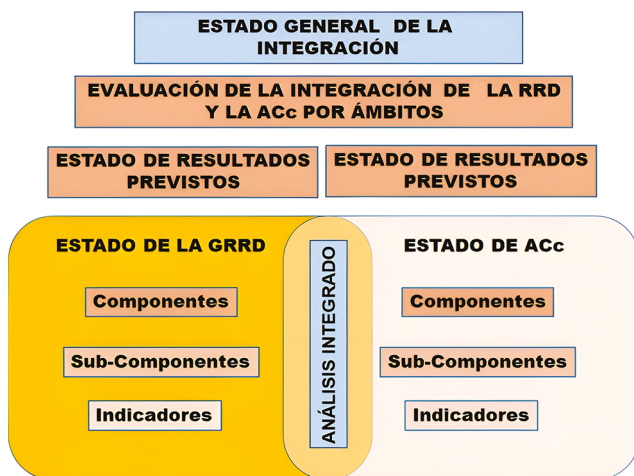 ESTADO GENERAL DE LA
INTEGRACIÓN
EVALUACIÓN DE LA INTEGRACIÓN DE LA RRD
Y LA ACc POR ÁMBITOS
ESTADO DE RESULTADOS
PREVISTOS
ESTADO DE RESULTADOS
PREVISTOS
ESTADO DE LA GRRD
Componentes
Sub-Componentes
Indicadores
ANÁLISIS INTEGRADO
ESTADO DE ACc
Componentes
Sub-Componentes
Indicadores